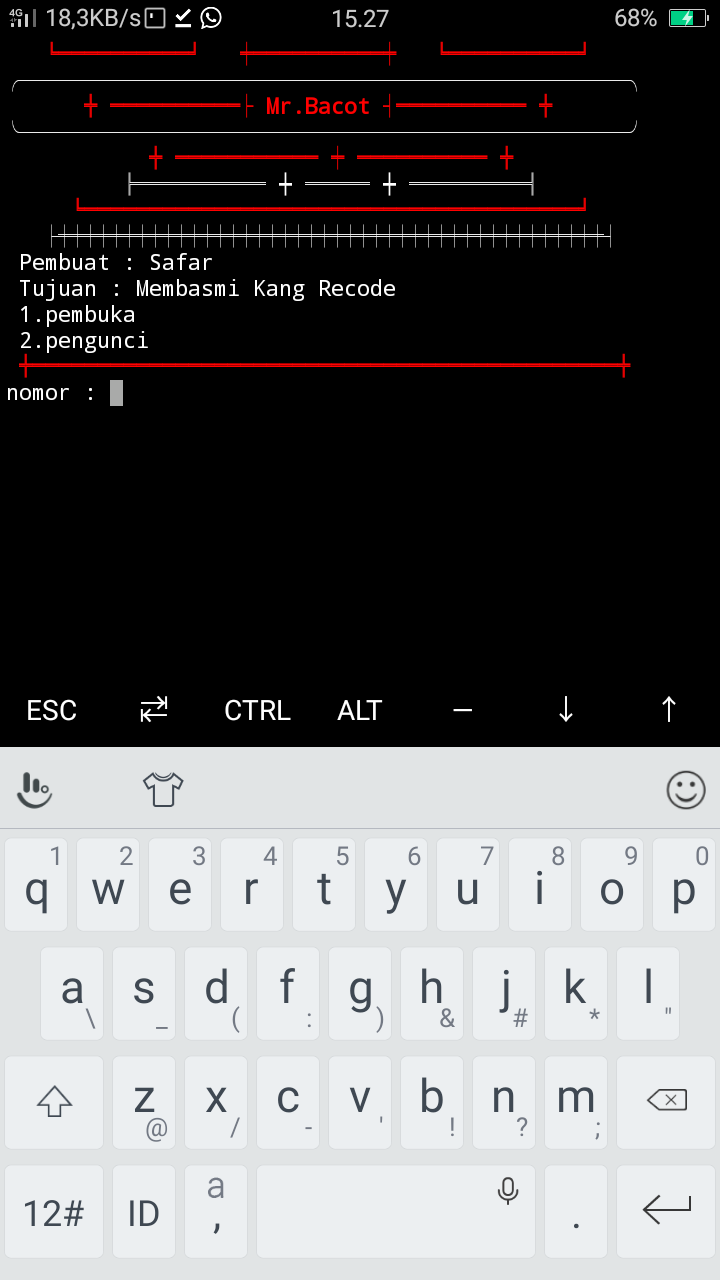 4G 18,3KB/s 15.27 68%
Mr.Bacot
Pembuat : Safar
Tujuan : Membasmi Kang Recode
1.pembuka
2.pengunci
nomor :
ESC CTRL ALT –
1 2 3 4 5 6 7 8 9 0
q w e r t y u i o p
a s d f g h j k l
\ _ ( : ) & # * "
z x c v b n m
@ / - ' ! ? ;
12# ID a , .